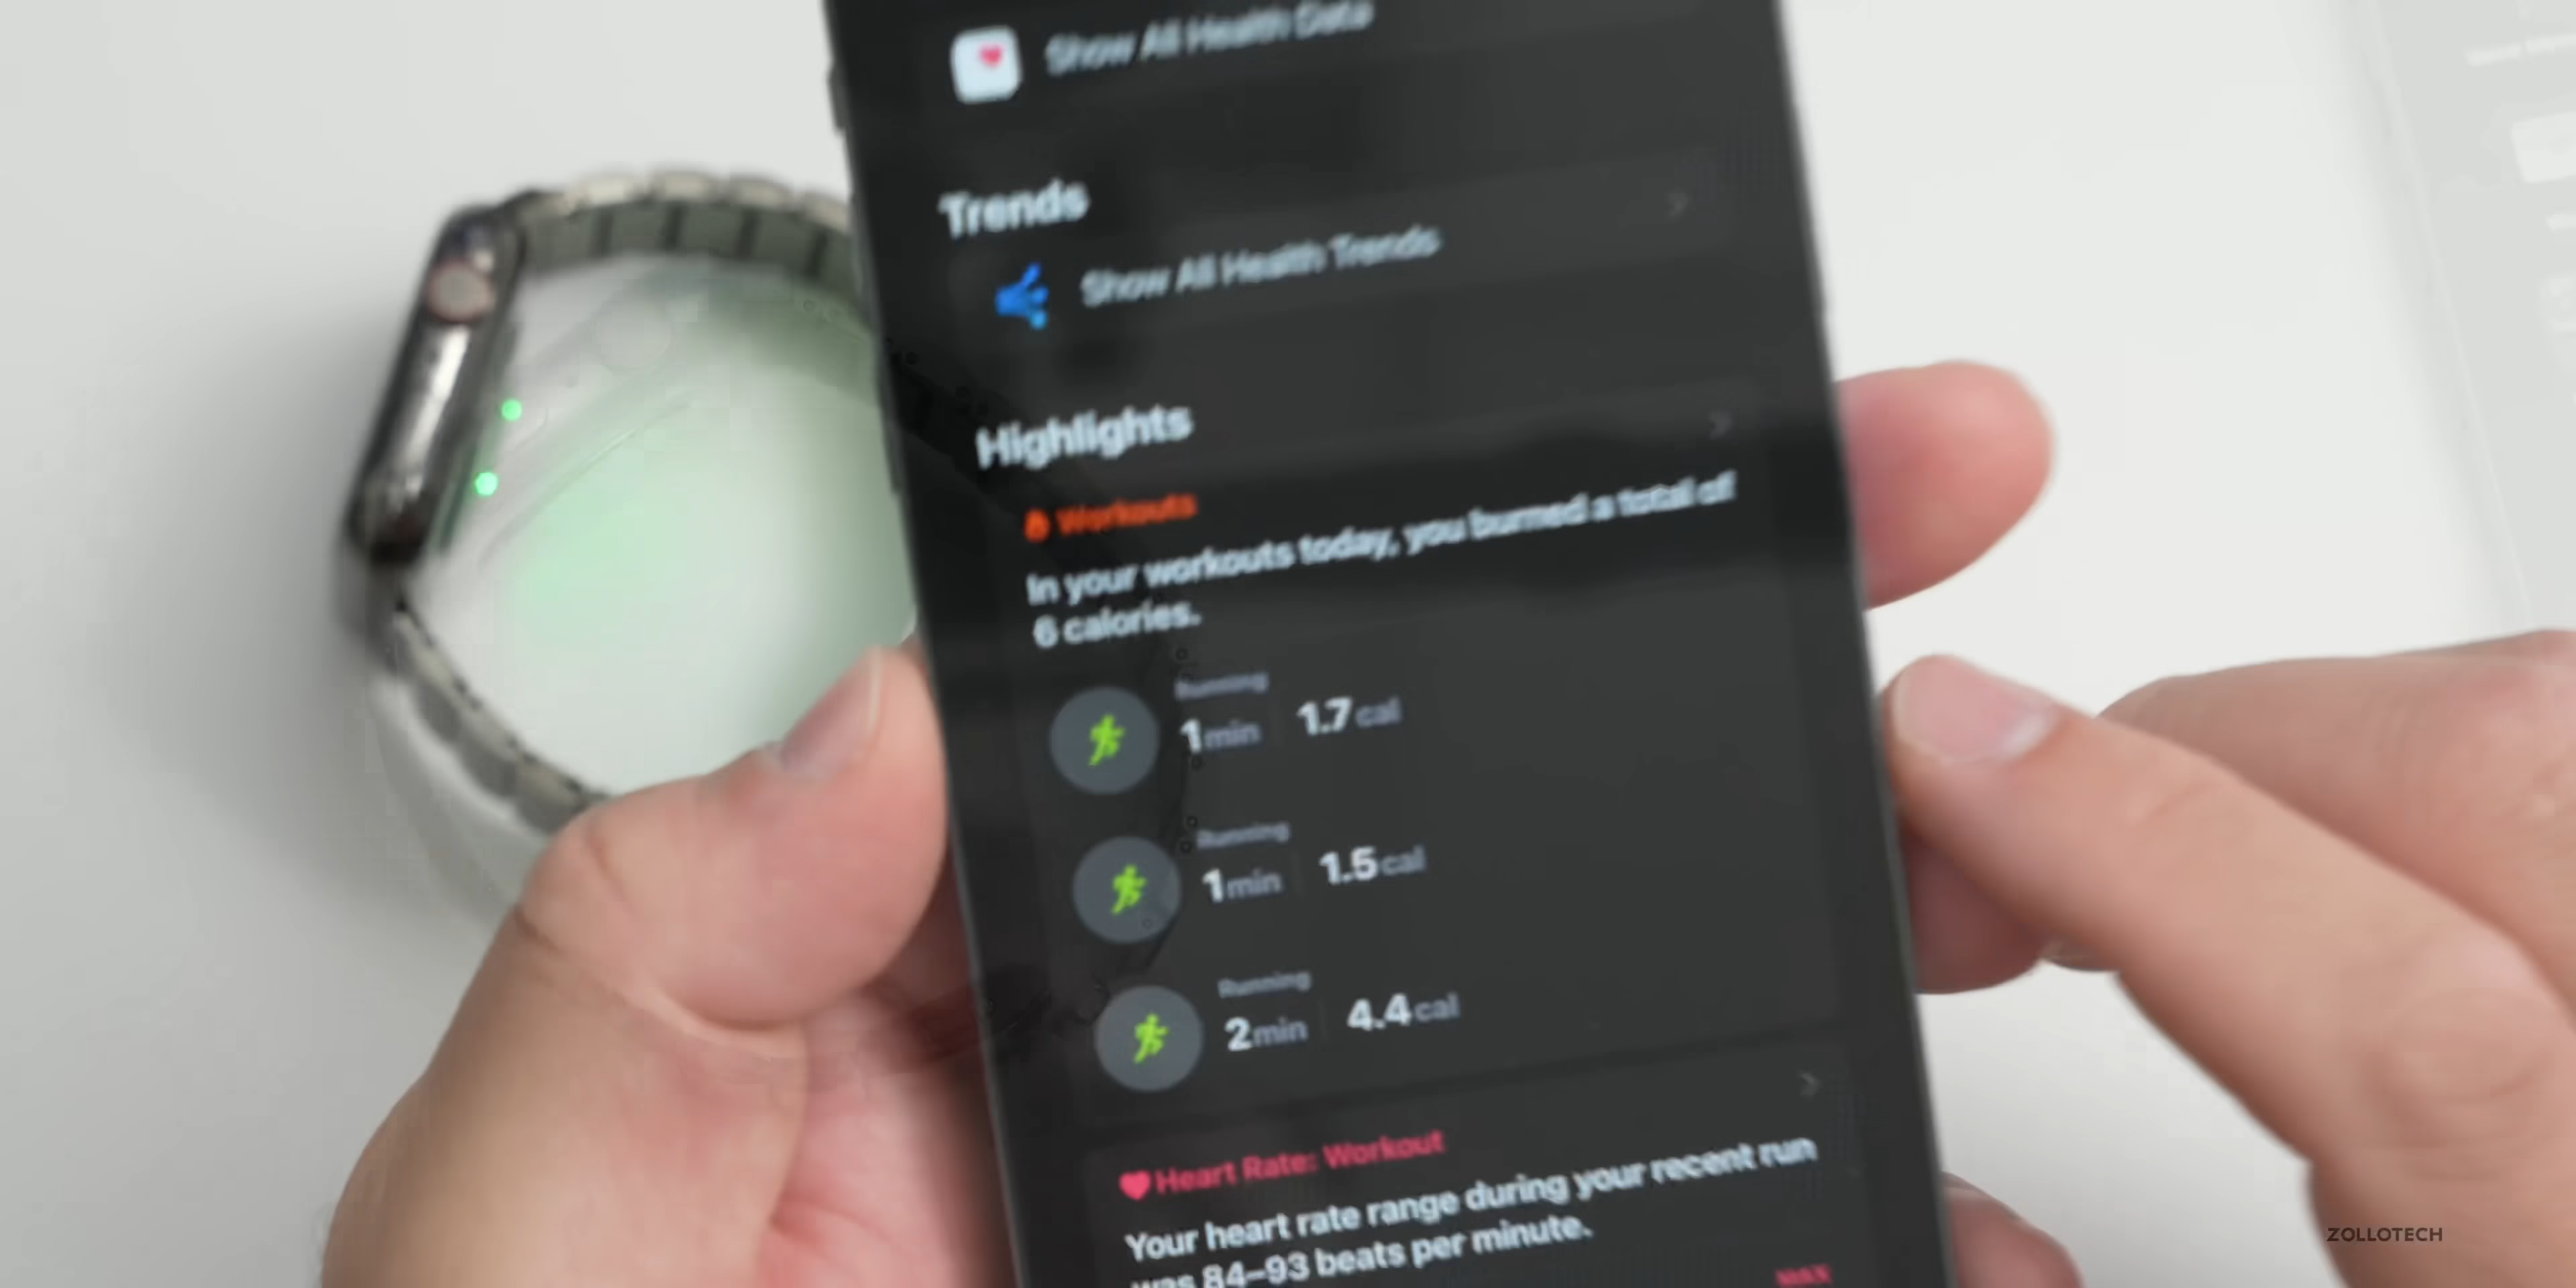 Show All Health Data
Trends
Show All Health Trends
Highlights
Workouts
In your workouts today, you burned a total of
6 calories.
Running
1min 1.7cal
Running
1min 1.5cal
Running
2min 4.4cal
Heart Rate: Workout
Your heart rate range during your recent run
was 84–93 beats per minute.
MAX
ZOLLOTECH